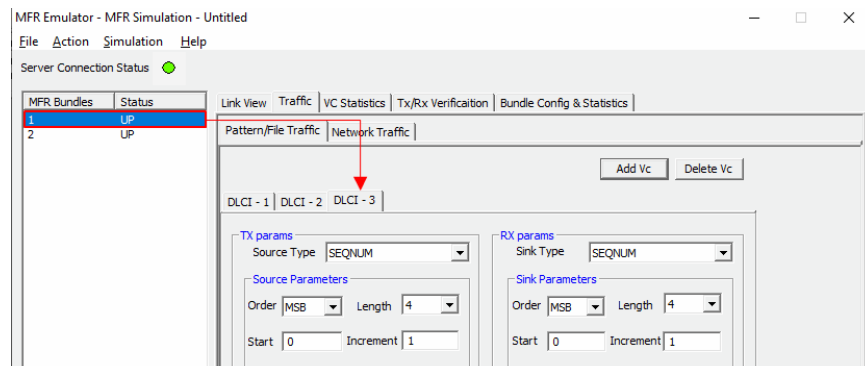 MFR Emulator - MFR Simulation - Untitled
File Action Simulation Help
Server Connection Status
MFR Bundles Status
1 UP
2 UP
Link View Traffic VC Statistics Tx/Rx Verificaition Bundle Config & Statistics
Pattern/File Traffic Network Traffic
Add Vc Delete Vc
DLCI - 1 DLCI - 2 DLCI - 3
TX params
Source Type SEQNUM
Source Parameters
Order MSB Length 4
Start 0 Increment 1
RX params
Sink Type SEQNUM
Sink Parameters
Order MSB Length 4
Start 0 Increment 1